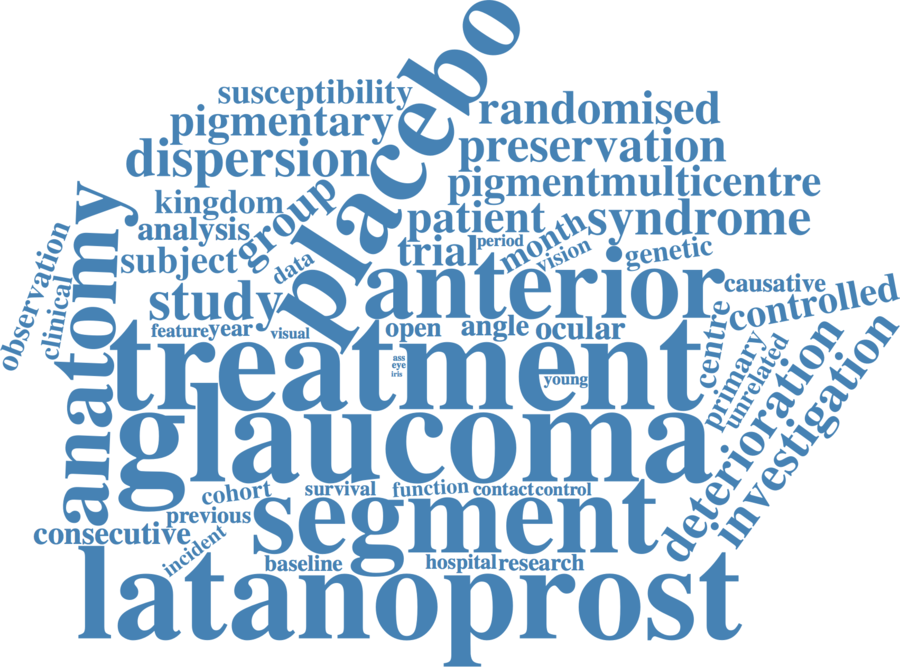 placebo
susceptibility
randomised
pigmentary
preservation
dispersion
pigment
multicentre
kingdom
group
patient
month
syndrome
anatomy
analysis
trial
period
vision
genetic
observation
clinical
subject
data
anterior
causative
study
controlled
feature
year
visual
open
angle
ocular
centre
treatment
ass
eye
iris
young
primary
unrelated
deterioration
investigation
glaucoma
cohort
survival
function
contact
control
previous
segment
consecutive
incident
baseline
hospital
research
latanoprost